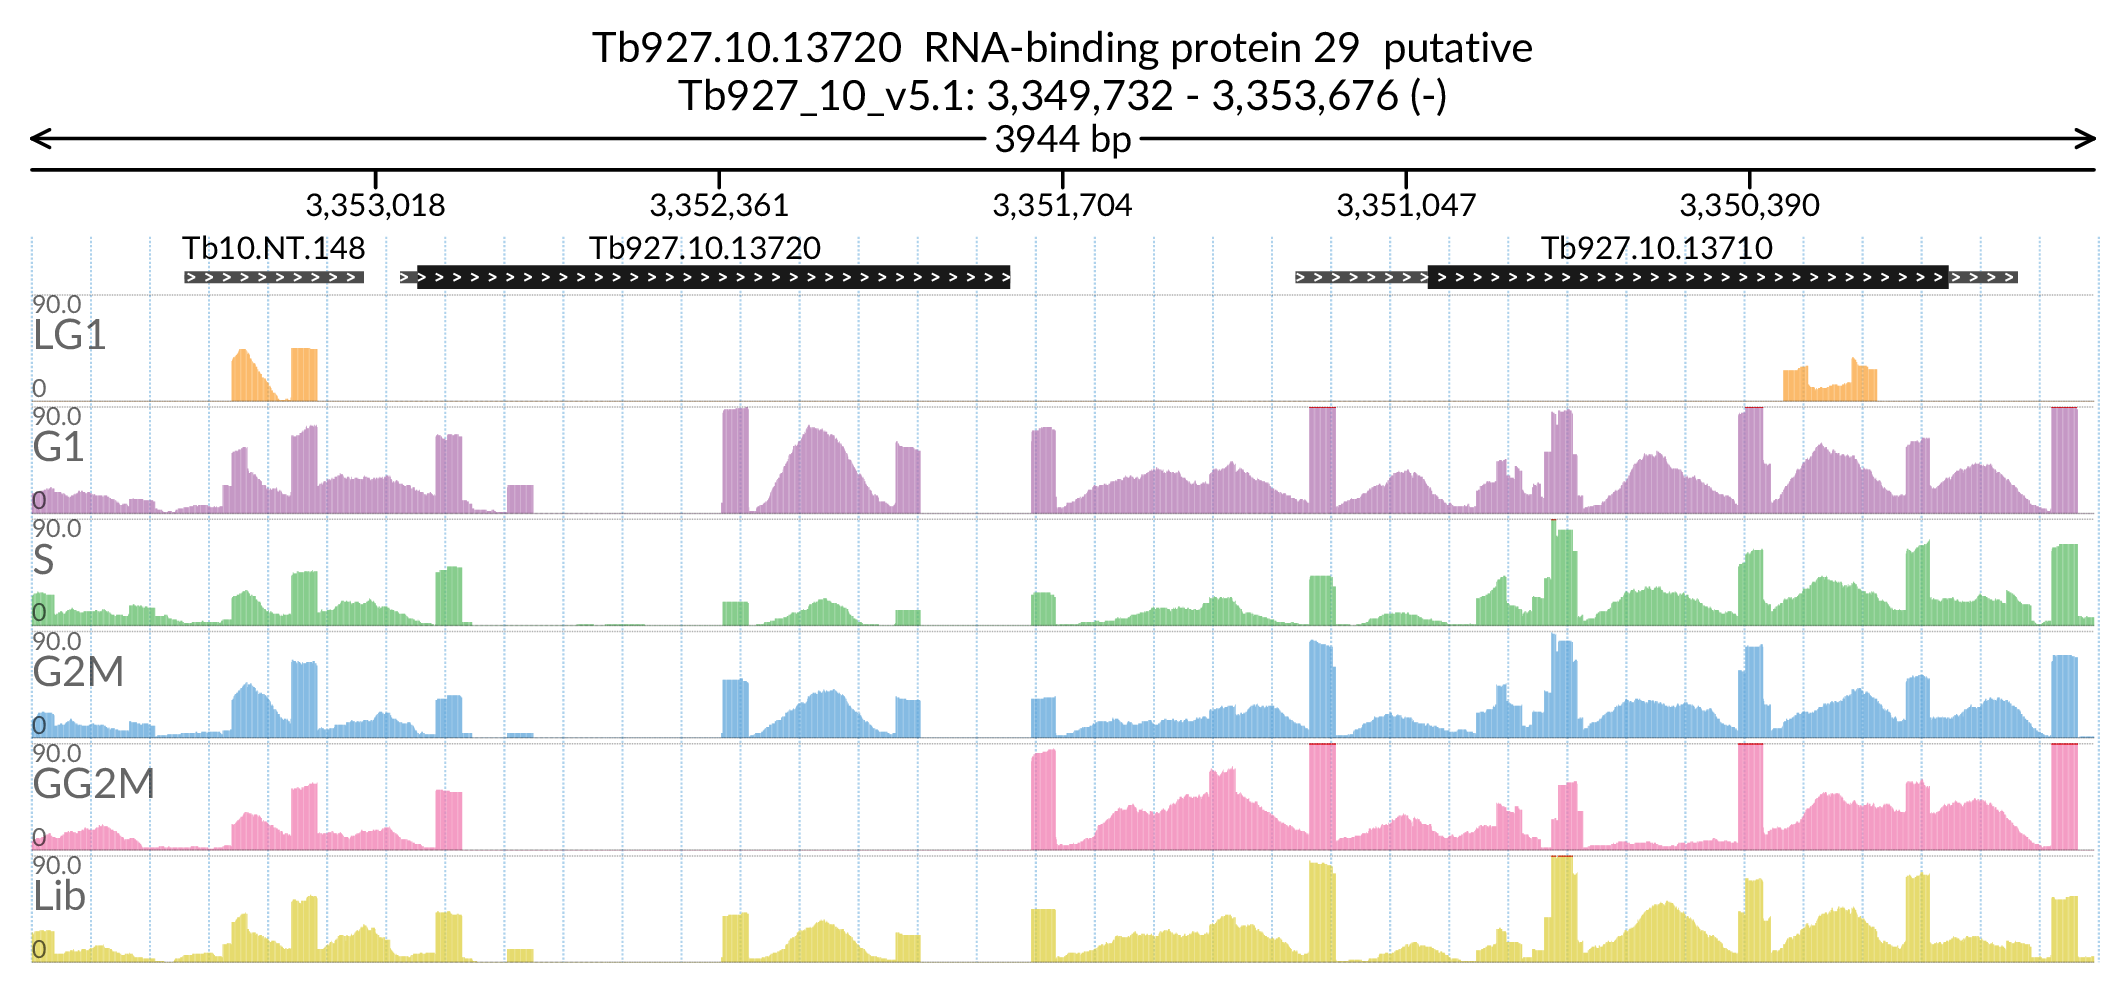 Tb927.10.13720 RNA-binding protein 29 putative
Tb927_10_v5.1: 3,349,732 - 3,353,676 (-)
3944 bp
3,353,018 3,352,361 3,351,704 3,351,047 3,350,390
Tb10.NT.148 Tb927.10.13720 Tb927.10.13710
90.0
LG1
0
90.0
G1
0
90.0
S
0
90.0
G2M
0
90.0
GG2M
0
90.0
Lib
0